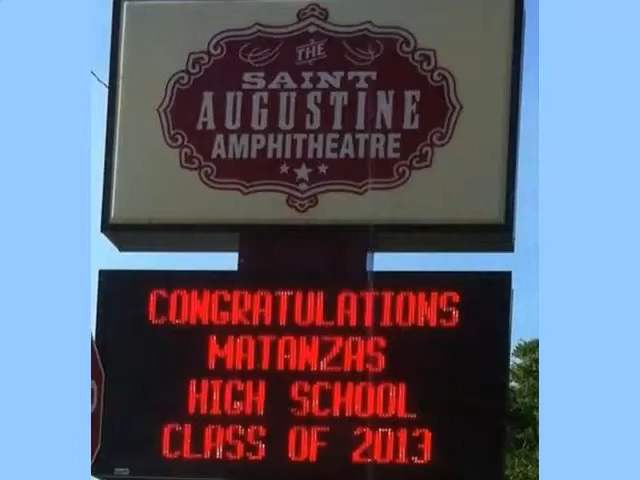 THE
SAINT
AUGUSTINE
AMPHITHEATRE
CONGRATULATIONS
MATANZAS
HIGH SCHOOL
CLASS OF 2013